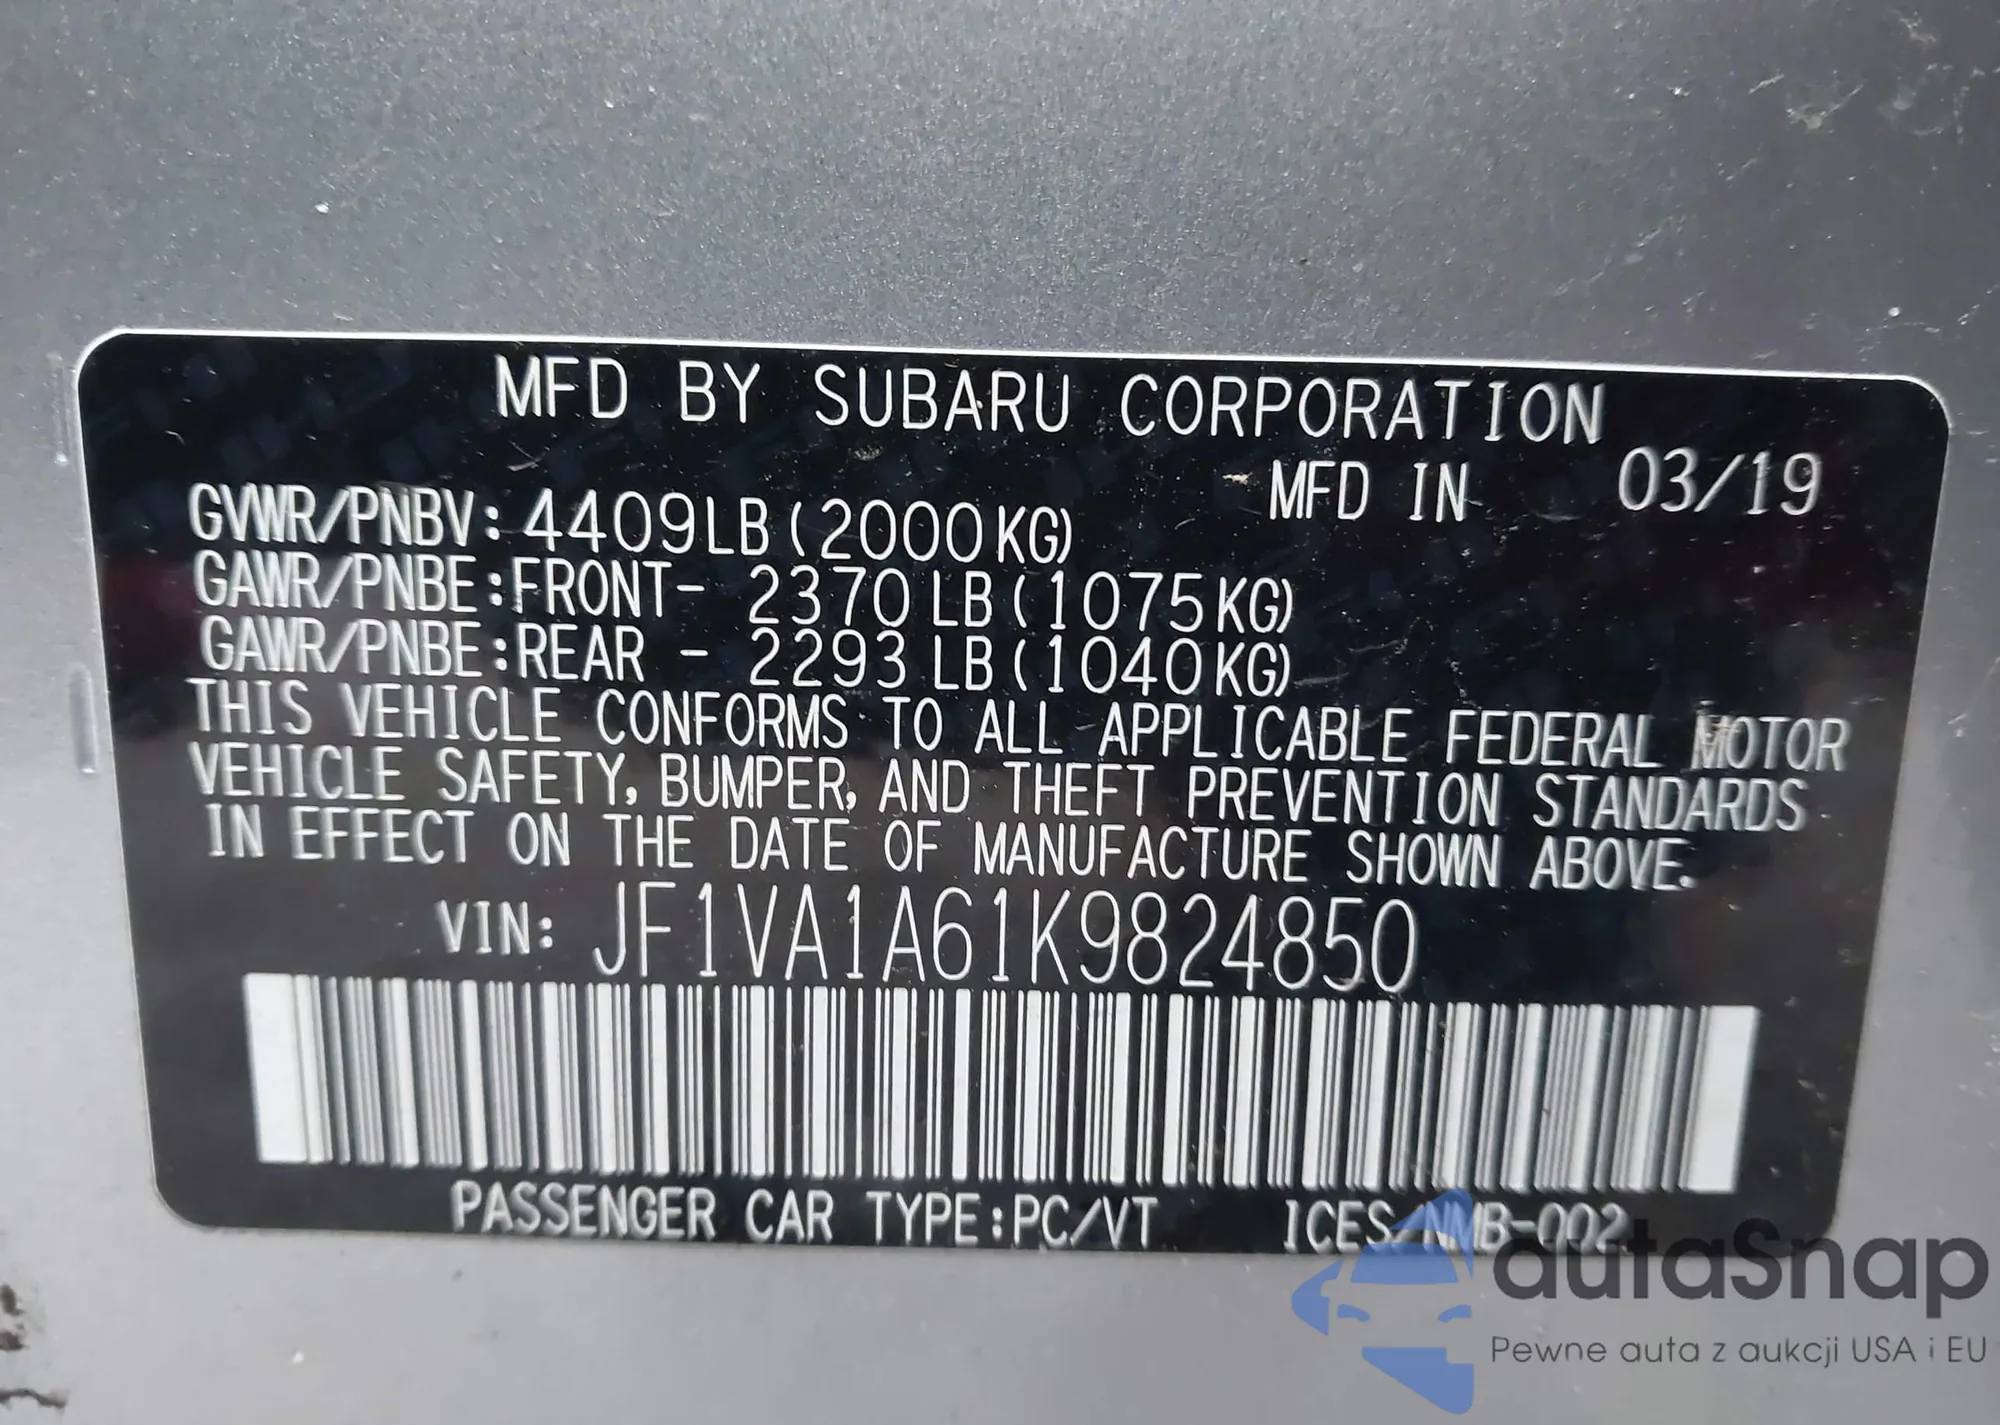 MFD BY SUBARU CORPORATION
MFD IN 03/19
GVWR/PNBV: 4409LB (2000KG)
GAWR/PNBE:FRONT- 2370 LB (1075KG)
GAWR/PNBE:REAR - 2293 LB (1040KG)
THIS VEHICLE CONFORMS TO ALL APPLICABLE FEDERAL MOTOR
VEHICLE SAFETY, BUMPER, AND THEFT PREVENTION STANDARDS
IN EFFECT ON THE DATE OF MANUFACTURE SHOWN ABOVE.
VIN: JF1VA1A61K9824850
PASSENGER CAR TYPE:PC/VT ICES/NMB-002
autaSnap
Pewne auta z aukcji USA i EU